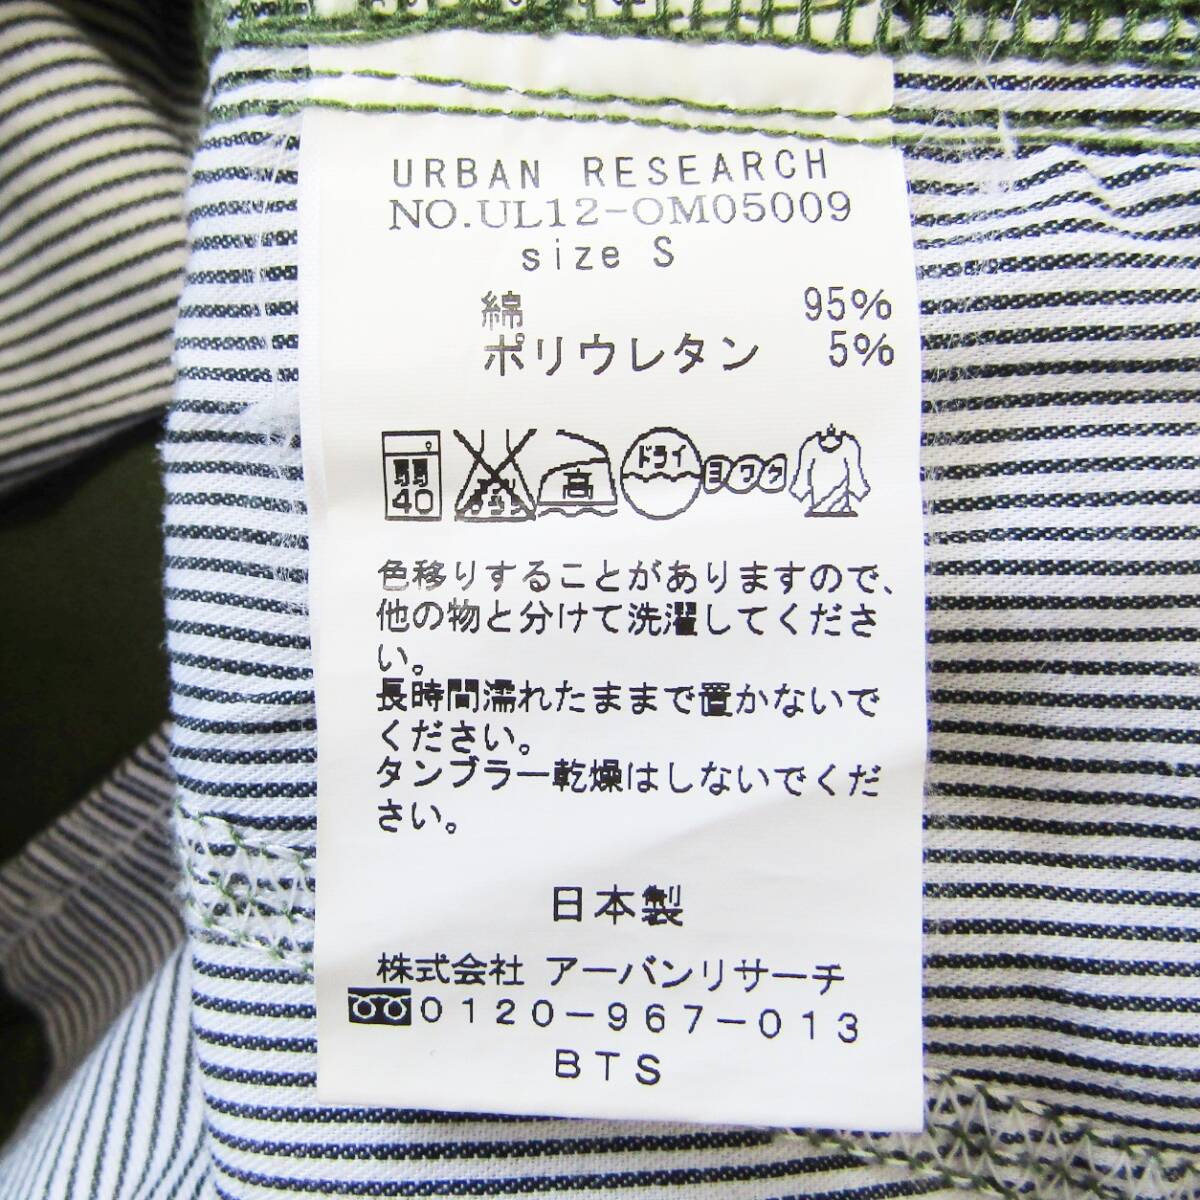 URBAN RESEARCH
NO.UL12-OM05009
size S
綿 95%
ポリウレタン 5%
弱
40
高
ドライ
ヨワク
色移りすることがありますので、
他の物と分けて洗濯してくださ
い。
長時間濡れたままで置かないで
ください。
タンブラー乾燥はしないでくだ
さい。
日本製
株式会社 アーバンリサーチ
0120-967-013
BTS